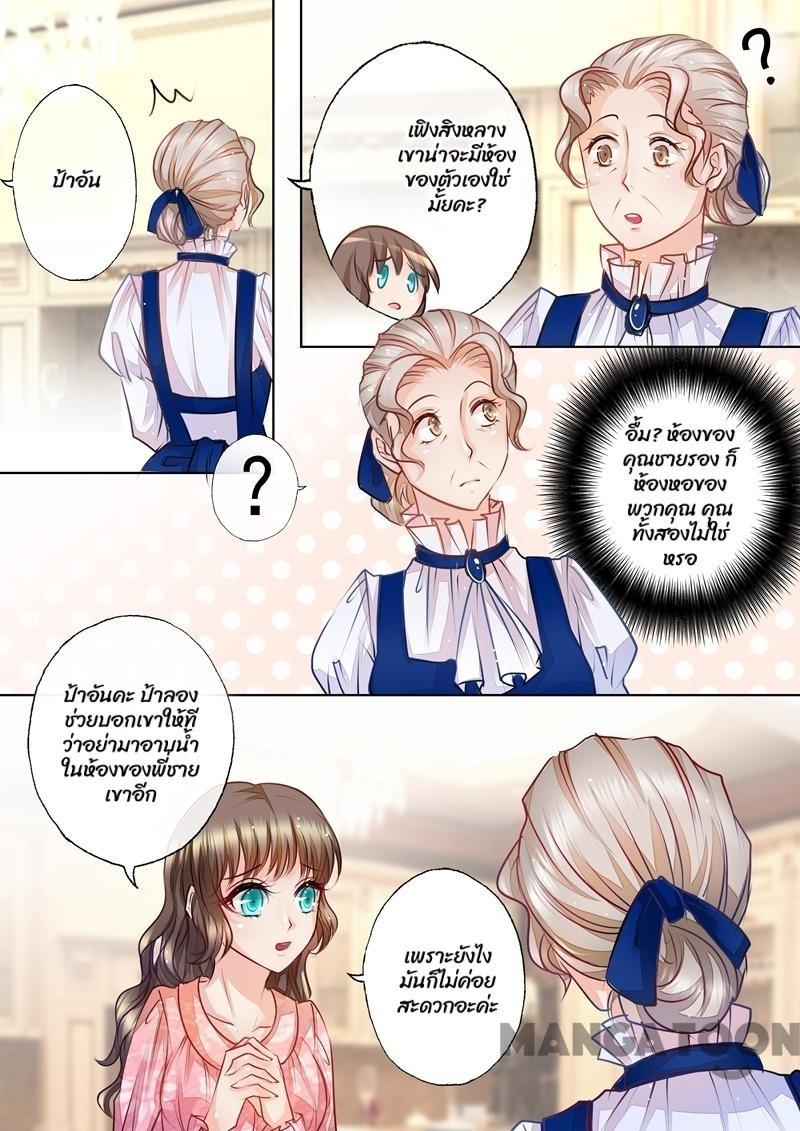 ป้าอัน
เฟิงสิงหลาง
เขาน่าจะมีห้อง
ของตัวเองใช่
มั้ยคะ?
?
?
อื้ม? ห้องของ
คุณชายรอง ก็
ห้องหอของ
พวกคุณ คุณ
ทั้งสองไม่ใช่
หรอ
ป้าอันคะ ป้าลอง
ช่วยบอกเขาให้ที
ว่าอย่ามาอาบน้ำ
ในห้องของพี่ชาย
เขาอีก
เพราะยังไง
มันก็ไม่ค่อย
สะดวกอะค่ะ
MANGATOON